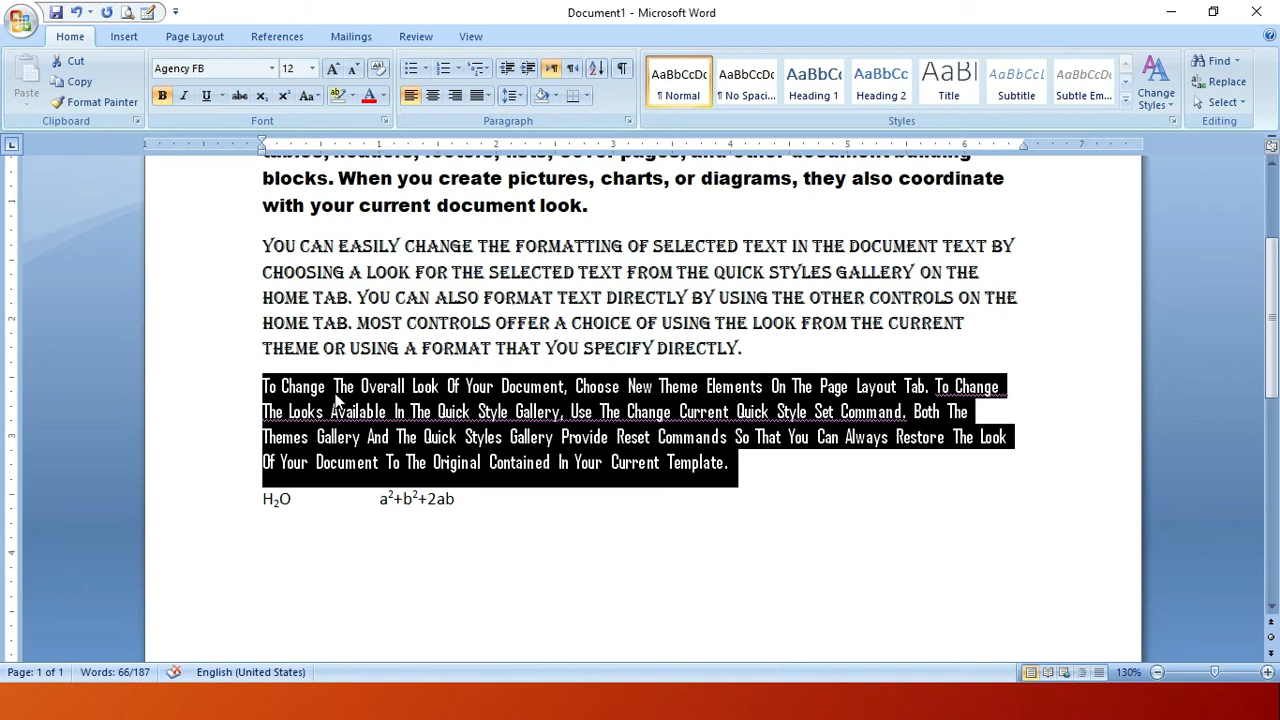 Document1 - Microsoft Word
Home Insert Page Layout References Mailings Review View
Paste Cut Copy Format Painter Clipboard
Agency FB 12 Font
Paragraph
AaBbCcDc ¶ Normal
AaBbCcDc ¶ No Spaci...
AaBbCc Heading 1
AaBbCc Heading 2
AaBb Title
AaBbCcL Subtitle
AaBbCcDc Subtle Em...
Change Styles Styles
Find Replace Select Editing
1 1 2 3 4 5 6 7
blocks. When you create pictures, charts, or diagrams, they also coordinate
with your current document look.
YOU CAN EASILY CHANGE THE FORMATTING OF SELECTED TEXT IN THE DOCUMENT TEXT BY
CHOOSING A LOOK FOR THE SELECTED TEXT FROM THE QUICK STYLES GALLERY ON THE
HOME TAB. YOU CAN ALSO FORMAT TEXT DIRECTLY BY USING THE OTHER CONTROLS ON THE
HOME TAB. MOST CONTROLS OFFER A CHOICE OF USING THE LOOK FROM THE CURRENT
THEME OR USING A FORMAT THAT YOU SPECIFY DIRECTLY.
To Change The Overall Look Of Your Document, Choose New Theme Elements On The Page Layout Tab. To Change
The Looks Available In The Quick Style Gallery, Use The Change Current Quick Style Set Command. Both The
Themes Gallery And The Quick Styles Gallery Provide Reset Commands So That You Can Always Restore The Look
Of Your Document To The Original Contained In Your Current Template.
H₂O a²+b²+2ab
Page: 1 of 1 Words: 66/187 English (United States) 130%